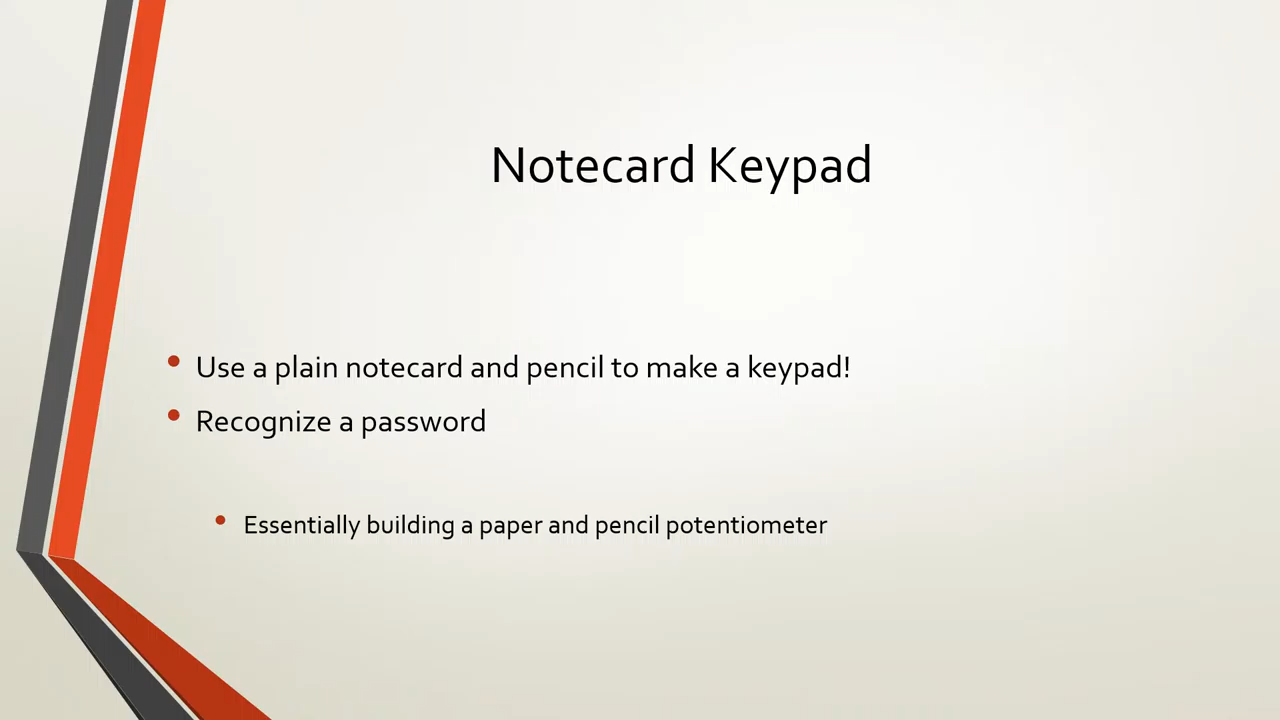 Notecard Keypad
Use a plain notecard and pencil to make a keypad!
Recognize a password
Essentially building a paper and pencil potentiometer